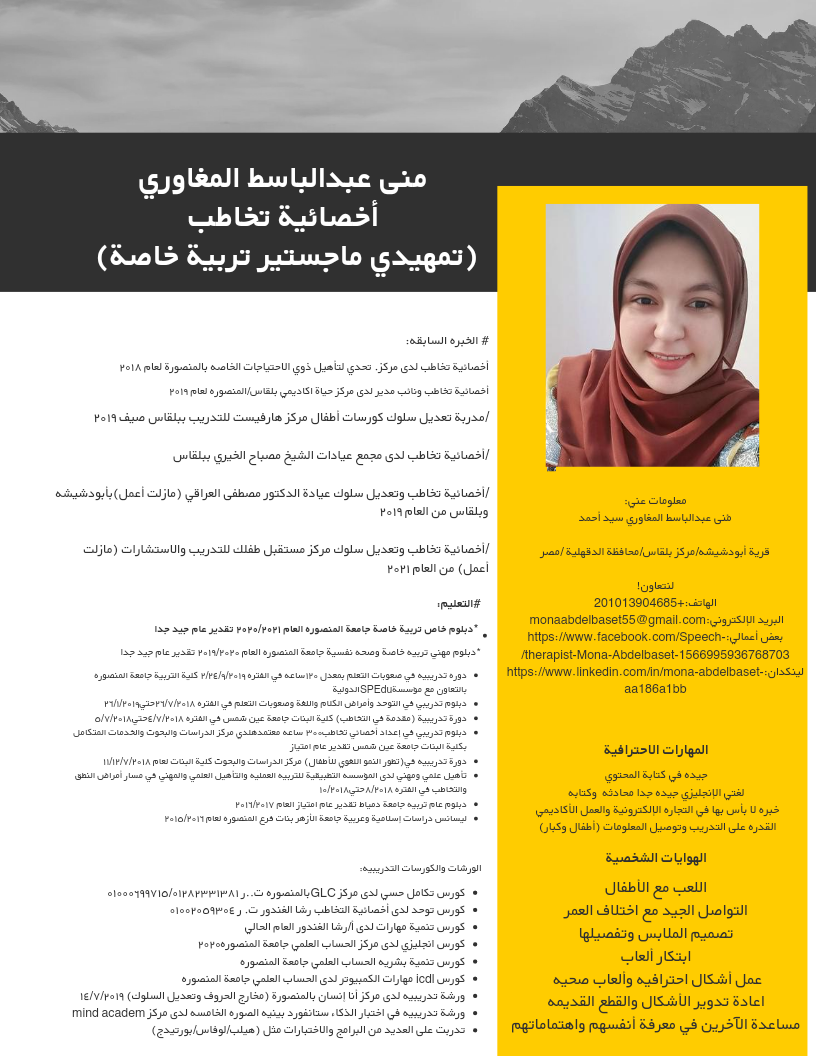 منى عبدالباسط المغاوري
أخصائية تخاطب
(تمهيدي ماجستير تربية خاصة)
# الخبره السابقه:
أخصائية تخاطب لدى مركز. تحدي لتأهيل ذوي الاحتياجات الخاصه بالمنصورة لعام ٢٠١٨
أخصائية تخاطب ونائب مدير لدى مركز حياة اكاديمي بلقاس/المنصوره لعام ٢٠١٩
/مدربة تعديل سلوك كورسات أطفال مركز هارفيست للتدريب ببلقاس صيف ٢٠١٩
/أخصائية تخاطب لدى مجمع عيادات الشيخ مصباح الخيري ببلقاس
/أخصائية تخاطب وتعديل سلوك عيادة الدكتور مصطفى العراقي (مازلت أعمل)بأبودشيشه
وبلقاس من العام ٢٠١٩
/أخصائية تخاطب وتعديل سلوك مركز مستقبل طفلك للتدريب والاستشارات (مازلت
أعمل) من العام ٢٠٢١
#التعليم:
*دبلوم خاص تربية خاصة جامعة المنصوره العام ٢٠٢٠/٢٠٢١ تقدير عام جيد جدا
*دبلوم مهني تربيه خاصة وصحه نفسية جامعة المنصوره العام ٢٠١٩/٢٠٢٠ تقدير عام جيد جدا
دوره تدريبيه في صعوبات التعلم بمعدل ١٢٠ساعه في الفتره ٢/٢٤/٩/٢٠١٩ كلية التربية جامعة المنصوره
بالتعاون مع مؤسسةSPEduالدولية
دبلوم تدريبي في التوحد وأمراض الكلام واللغة وصعوبات التعلم في الفتره ٢٦/٧/٢٠١٨حتي٢٦/١/٢٠١٩
دورة تدريبية (مقدمة في التخاطب) كلية البنات جامعة عين شمس في الفتره ٤/٧/٢٠١٨حتي٥/٧/٢٠١٨
دبلوم تدريبي في إعداد أخصائي تخاطب٣٠٠ ساعه معتمدهلدي مركز الدراسات والبحوث والخدمات المتكامل
بكلية البنات جامعة عين شمس تقدير عام امتياز
دورة تدريبيه في(تطور النمو اللغوي للأطفال) مركز الدراسات والبحوث كلية البنات لعام ١١/١٢/٧/٢٠١٨
تأهيل علمي ومهني لدى المؤسسه التطبيقية للتربيه العمليه والتأهيل العلمي والمهني في مسار أمراض النطق
والتخاطب في الفتره ٨/٢٠١٨حتي١٠/٢٠١٨
دبلوم عام تربيه جامعة دمياط تقدير عام امتياز العام ٢٠١٦/٢٠١٧
ليسانس دراسات إسلامية وعربية جامعة الأزهر بنات فرع المنصوره لعام ٢٠١٥/٢٠١٦
الورشات والكورسات التدريبيه:
كورس تكامل حسي لدى مركز GLCبالمنصوره ت..ر ٠١٠٠٠٦٩٩٧١٥/٠١٢٨٢٣٣١٣٨١
كورس توحد لدى أخصائية التخاطب رشا الغندور ت. ر ٠١٠٠٢٠٥٩٣٠٤
كورس تنمية مهارات لدى أ/رشا الغندور العام الحالي
كورس انجليزي لدى مركز الحساب العلمي جامعة المنصوره٢٠٢٠
كورس تنمية بشريه الحساب العلمي جامعة المنصوره
كورس icdl مهارات الكمبيوتر لدى الحساب العلمي جامعة المنصوره
ورشة تدريبيه لدى مركز أنا إنسان بالمنصورة (مخارج الحروف وتعديل السلوك) ١٤/٧/٢٠١٩
ورشة تدريبيه في اختبار الذكاء ستانفورد بينيه الصوره الخامسه لدى مركز mind academ
تدربت على العديد من البرامج والاختبارات مثل (هيلب/لوفاس/بورتيدج)
معلومات عني:
مُنى عبدالباسط المغاوري سيد أحمد
قرية أبودشيشه/مركز بلقاس/محافظة الدقهلية /مصر
لنتعاون!
الهاتف:+201013904685
البريد الإلكتروني:monaabdelbaset55@gmail.com
بعض أعمالي:https://www.facebook.com/Speech-
therapist-Mona-Abdelbaset-1566995936768703/
لينكدان:https://www.linkedin.com/in/mona-abdelbaset-
aa186a1bb
المهارات الاحترافية
جيده في كتابة المحتوي
لغتي الإنجليزي جيده جدا محادثه وكتابه
خبره لا بأس بها في التجاره الإلكترونية والعمل الأكاديمي
القدره على التدريب وتوصيل المعلومات (أطفال وكبار)
الهوايات الشخصية
اللعب مع الأطفال
التواصل الجيد مع اختلاف العمر
تصميم الملابس وتفصيلها
ابتكار ألعاب
عمل أشكال احترافيه وألعاب صحيه
اعادة تدوير الأشكال والقطع القديمه
مساعدة الآخرين في معرفة أنفسهم واهتماماتهم